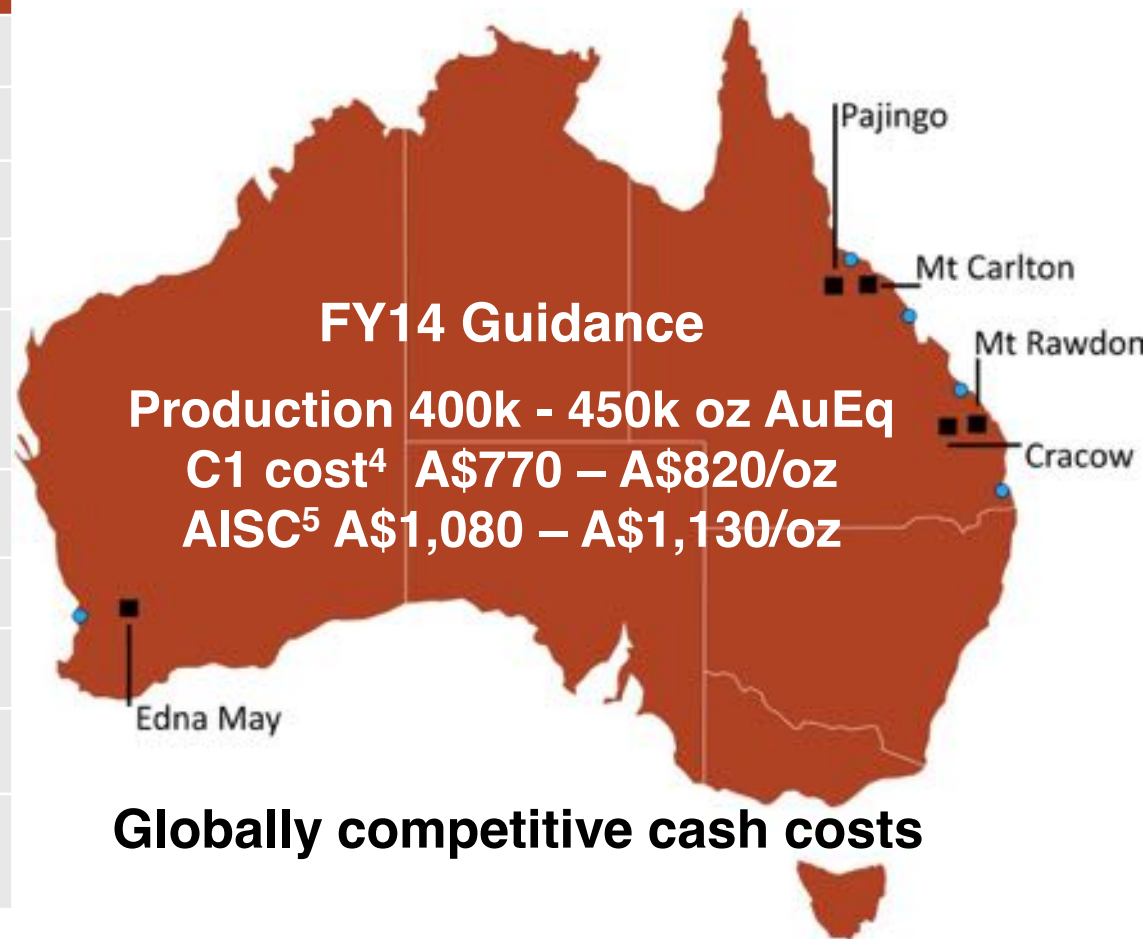 Pajingo
Mt Carlton
FY14 Guidance
Mt Rawdon
Production 400k - 450k oz AuEq
Cracow
C1 cost⁴ A$770 – A$820/oz
AISC⁵ A$1,080 – A$1,130/oz
Edna May
Globally competitive cash costs